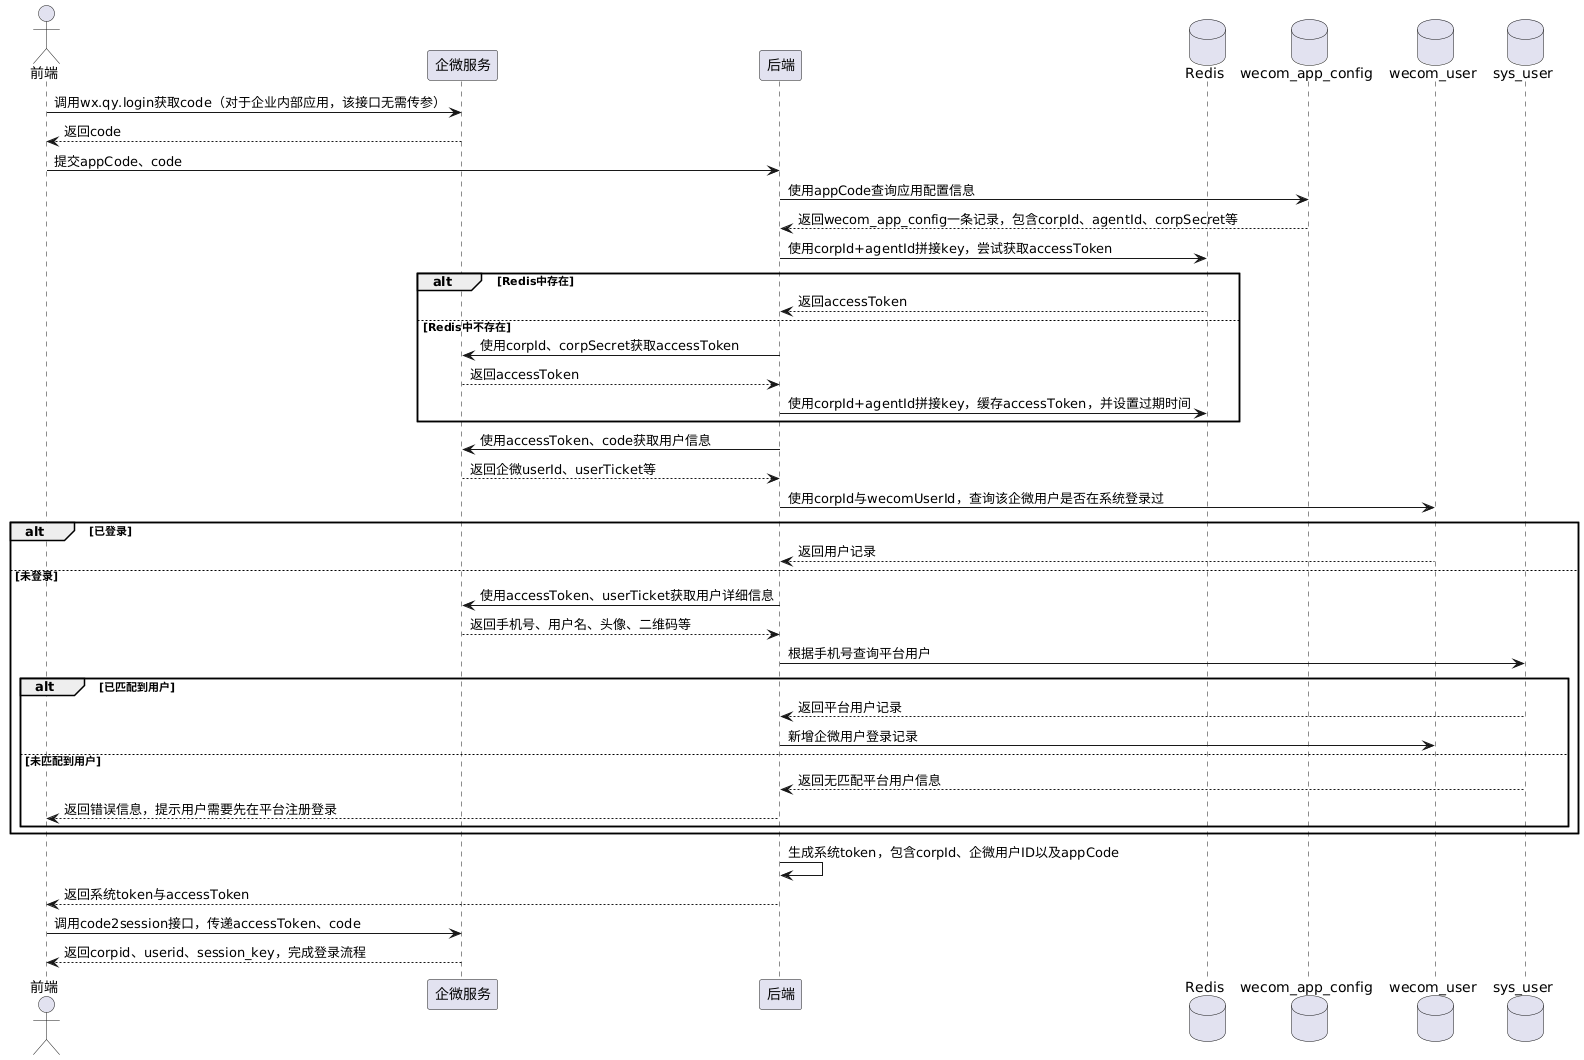 前端
企微服务
后端
Redis
wecom_app_config
wecom_user
sys_user
调用wx.qy.login获取code（对于企业内部应用，该接口无需传参）
返回code
提交appCode、code
使用appCode查询应用配置信息
返回wecom_app_config一条记录，包含corpId、agentId、corpSecret等
使用corpId+agentId拼接key，尝试获取accessToken
alt [Redis中存在]
返回accessToken
[Redis中不存在]
使用corpId、corpSecret获取accessToken
返回accessToken
使用corpId+agentId拼接key，缓存accessToken，并设置过期时间
使用accessToken、code获取用户信息
返回企微userId、userTicket等
使用corpId与wecomUserId，查询该企微用户是否在系统登录过
alt [已登录]
返回用户记录
[未登录]
使用accessToken、userTicket获取用户详细信息
返回手机号、用户名、头像、二维码等
根据手机号查询平台用户
alt [已匹配到用户]
返回平台用户记录
新增企微用户登录记录
[未匹配到用户]
返回无匹配平台用户信息
返回错误信息，提示用户需要先在平台注册登录
生成系统token，包含corpId、企微用户ID以及appCode
返回系统token与accessToken
调用code2session接口，传递accessToken、code
返回corpid、userid、session_key，完成登录流程
前端
企微服务
后端
Redis
wecom_app_config
wecom_user
sys_user